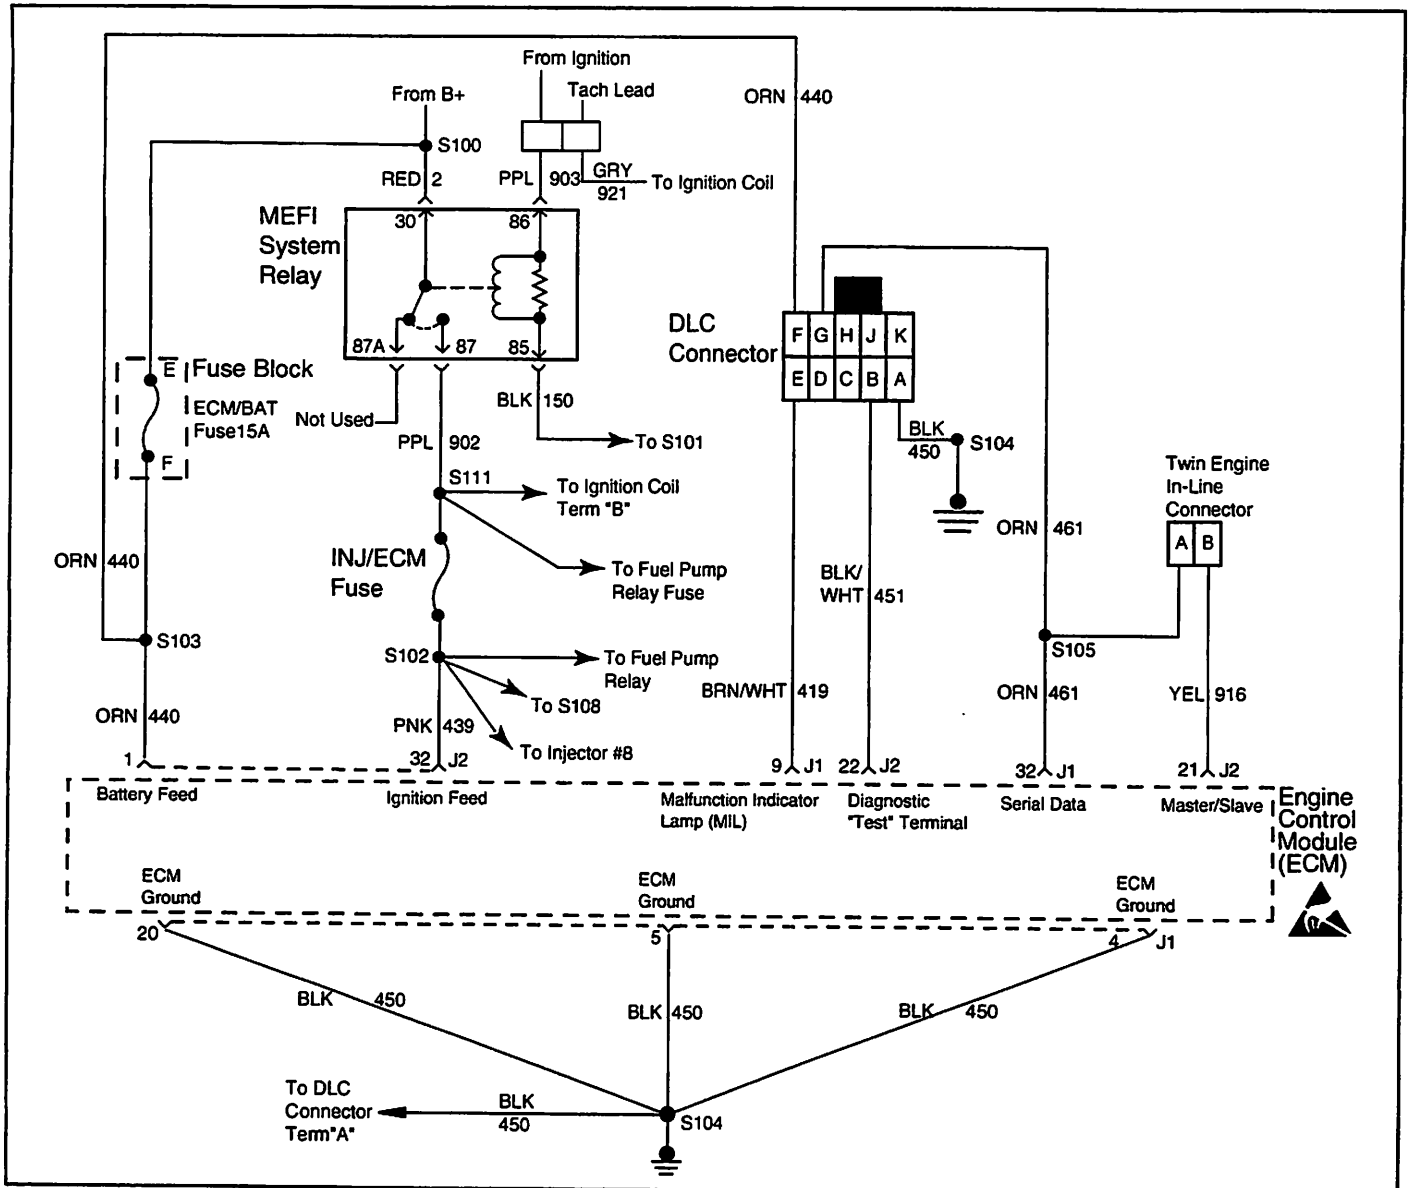 From Ignition
Tach Lead
From B+
ORN 440
S100
RED 2
PPL 903
GRY
921
To Ignition Coil
MEFI
System
Relay
30
86
87A
87
85
DLC
Connector
F G H J K
E D C B A
E
Fuse Block
ECM/BAT
Fuse15A
F
Not Used
BLK 150
To S101
PPL 902
BLK
450
S104
S111
To Ignition Coil
Term "B"
Twin Engine
In-Line
Connector
A B
ORN 461
ORN 440
INJ/ECM
Fuse
To Fuel Pump
Relay Fuse
BLK/
WHT 451
S103
S102
To Fuel Pump
Relay
S105
BRN/WHT 419
ORN 461
YEL 916
To S108
ORN 440
PNK 439
To Injector #8
1
32 J2
9 J1
22 J2
32 J1
21 J2
Battery Feed
Ignition Feed
Malfunction Indicator
Lamp (MIL)
Diagnostic
"Test" Terminal
Serial Data
Master/Slave
Engine
Control
Module
(ECM)
ECM
Ground
ECM
Ground
ECM
Ground
20
5
4 J1
BLK 450
BLK 450
BLK 450
To DLC
Connector
Term"A"
BLK
450
S104